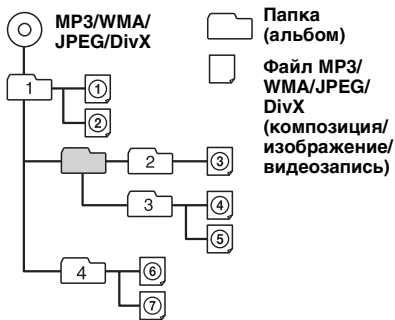 MP3/WMA/
JPEG/DivX
Папка
(альбом)
Файл MP3/
WMA/JPEG/
DivX
(композиция/
изображение/
видеозапись)
1
①
②
2
③
3
④
⑤
4
⑥
⑦